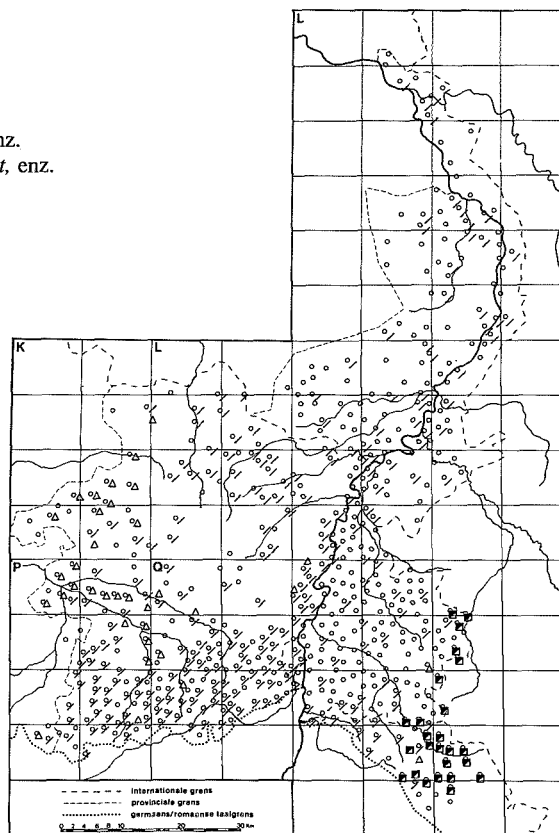 L
nz.
t, enz.
K L
P Q
internationale grens
provinciale grens
germaans/romaanse taalgrens
0 2 4 6 8 10 20 30 Km